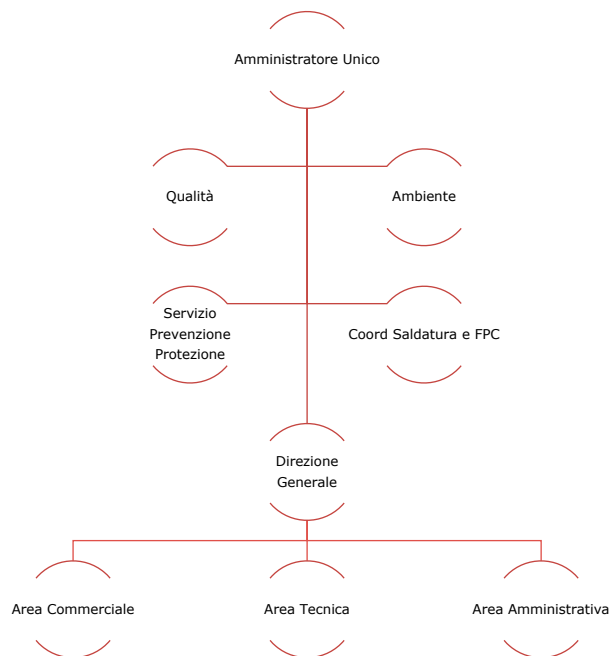 Amministratore Unico
Qualità
Ambiente
Servizio
Prevenzione
Protezione
Coord Saldatura e FPC
Direzione
Generale
Area Commerciale
Area Tecnica
Area Amministrativa